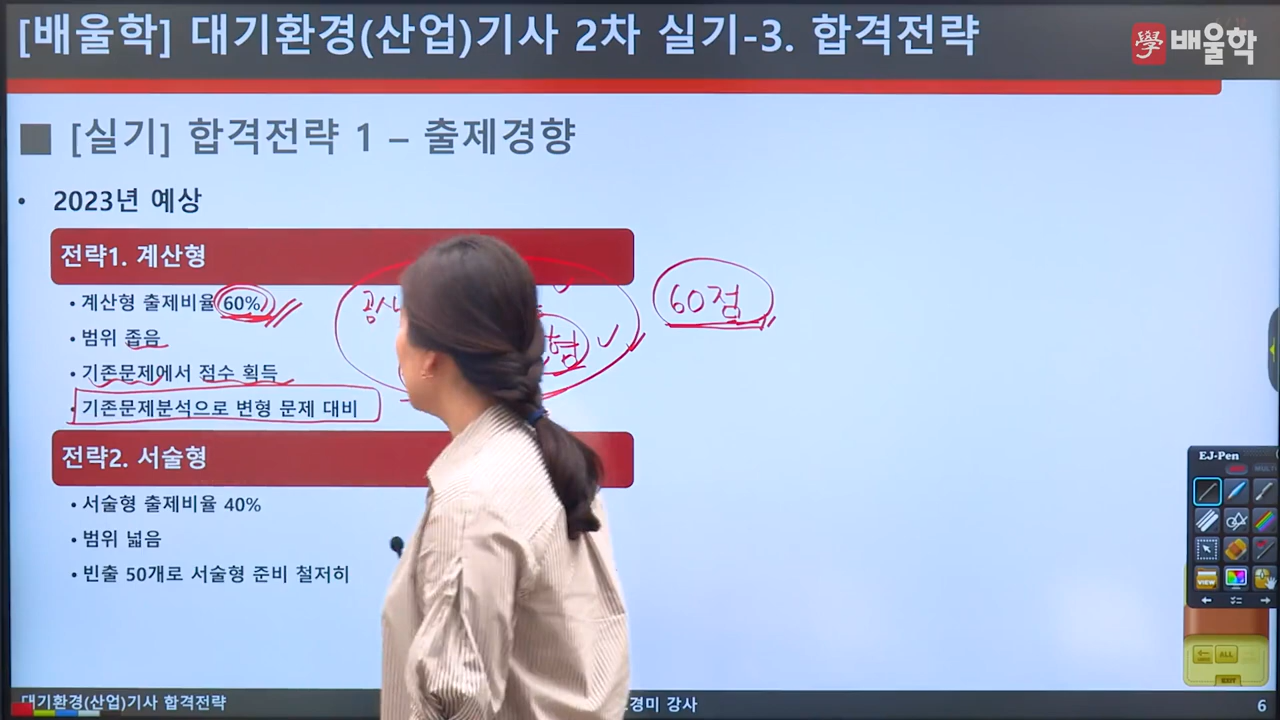 [배울학] 대기환경(산업)기사 2차 실기-3. 합격전략
學 배울학
■ [실기] 합격전략 1 – 출제경향
• 2023년 예상
전략1. 계산형
• 계산형 출제비율 60%
• 범위 좁음
• 기존문제에서 점수 획득
• 기존문제분석으로 변형 문제 대비
60점
전략2. 서술형
• 서술형 출제비율 40%
• 범위 넓음
• 빈출 50개로 서술형 준비 철저히
EJ-Pen
VIEW
ALL
EXIT
대기환경(산업)기사 합격전략
경미 강사
6